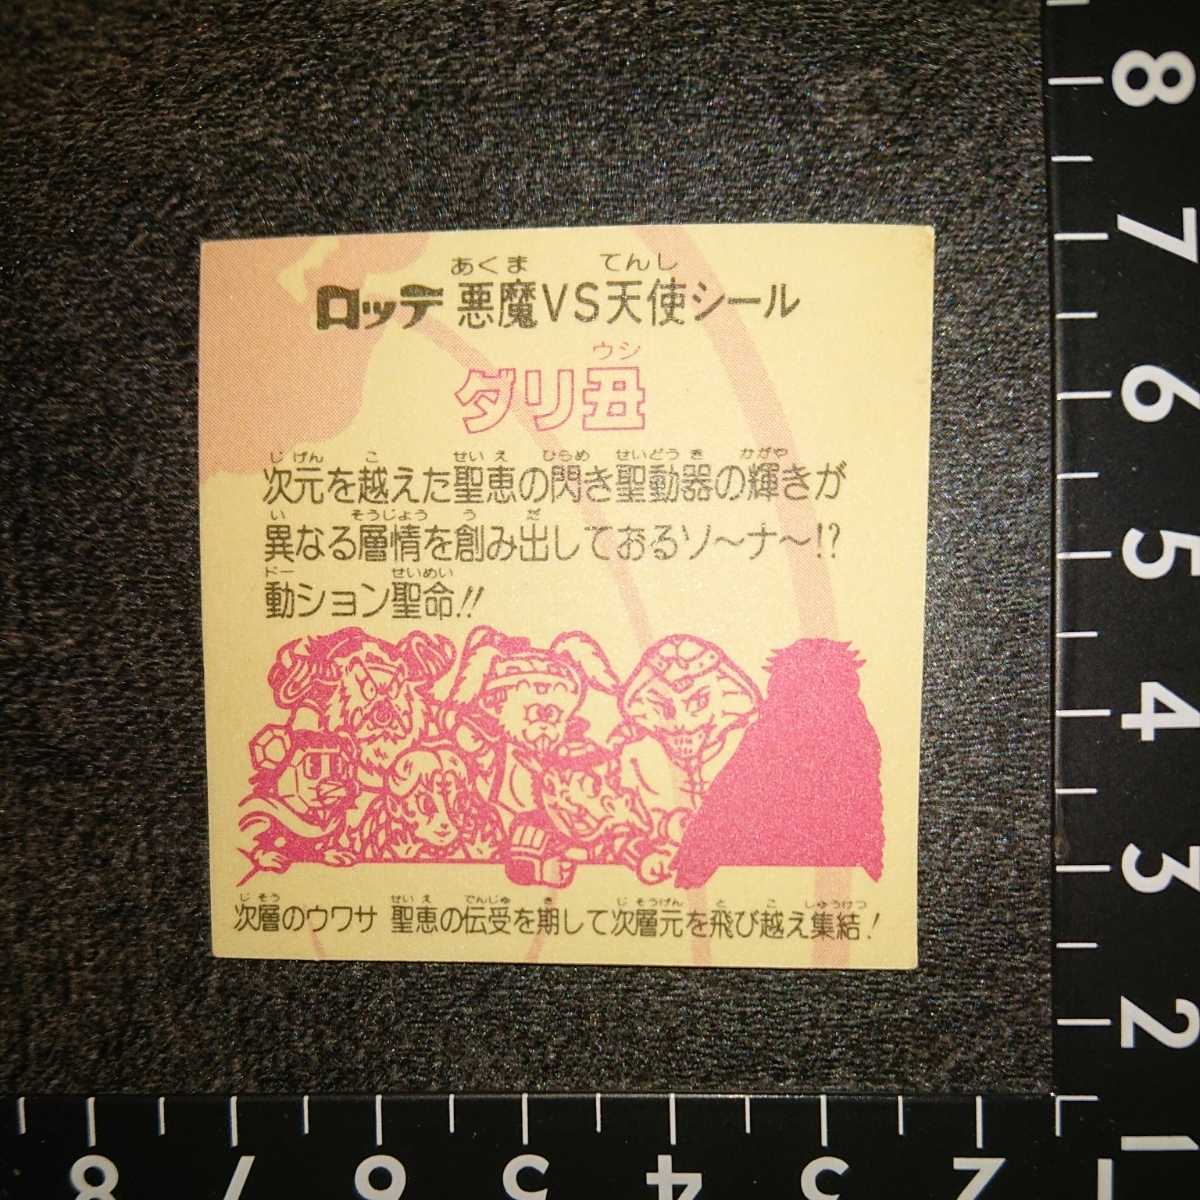 あくま てんし
ロッテ 悪魔VS天使シール
ウシ
ダリ丑
じげん こ せいえ ひらめ せいどうき かがや
次元を越えた聖恵の閃き聖動器の輝きが
い そうじょう う だ
異なる層情を創み出しておるソ〜ナ〜!?
ドー せいめい
動ション聖命!!
じそう せいえ でんじゅ き じそうげん と こ しゅうけつ
次層のウワサ 聖恵の伝受を期して次層元を飛び越え集結!
8
7
6
5
4
3
2
1
8 7 6 5 4 3 2 1